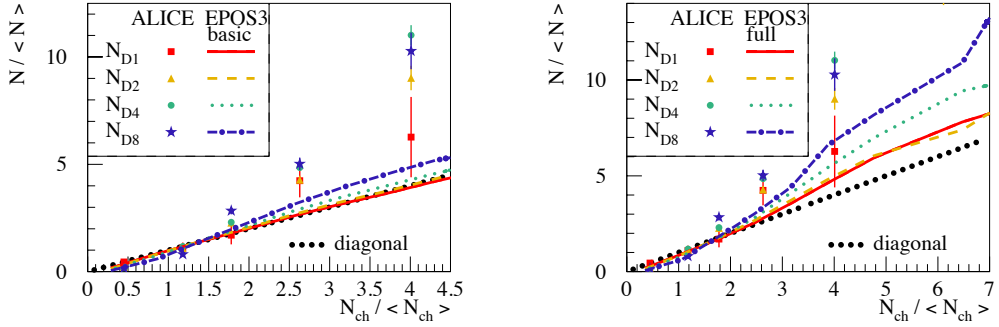 ALICE EPOS3
basic
N_D1
N_D2
N_D4
N_D8
N / < N >
10
5
0
diagonal
0 0.5 1 1.5 2 2.5 3 3.5 4 4.5
N_ch / < N_ch >
ALICE EPOS3
full
N_D1
N_D2
N_D4
N_D8
N / < N >
10
5
0
diagonal
0 1 2 3 4 5 6 7
N_ch / < N_ch >